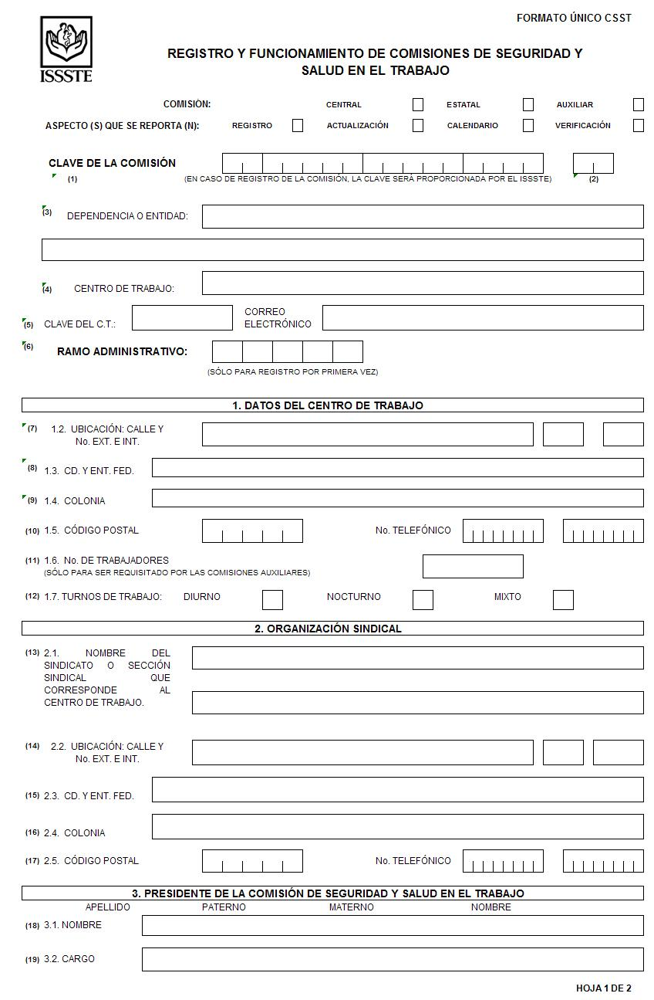 FORMATO ÚNICO CSST
ISSSTE
REGISTRO Y FUNCIONAMIENTO DE COMISIONES DE SEGURIDAD Y
SALUD EN EL TRABAJO
COMISIÓN: CENTRAL ESTATAL AUXILIAR
ASPECTO (S) QUE SE REPORTA (N): REGISTRO ACTUALIZACIÓN CALENDARIO VERIFICACIÓN
CLAVE DE LA COMISIÓN
(1) (EN CASO DE REGISTRO DE LA COMISIÓN, LA CLAVE SERÁ PROPORCIONADA POR EL ISSSTE) (2)
(3) DEPENDENCIA O ENTIDAD:
(4) CENTRO DE TRABAJO:
(5) CLAVE DEL C.T.: CORREO
ELECTRÓNICO
(6) RAMO ADMINISTRATIVO:
(SÓLO PARA REGISTRO POR PRIMERA VEZ)
1. DATOS DEL CENTRO DE TRABAJO
(7) 1.2. UBICACIÓN: CALLE Y
No. EXT. E INT.
(8) 1.3. CD. Y ENT. FED.
(9) 1.4. COLONIA
(10) 1.5. CÓDIGO POSTAL No. TELEFÓNICO
(11) 1.6. No. DE TRABAJADORES
(SÓLO PARA SER REQUISITADO POR LAS COMISIONES AUXILIARES)
(12) 1.7. TURNOS DE TRABAJO: DIURNO NOCTURNO MIXTO
2. ORGANIZACIÓN SINDICAL
(13) 2.1. NOMBRE DEL
SINDICATO O SECCIÓN
SINDICAL QUE
CORRESPONDE AL
CENTRO DE TRABAJO.
(14) 2.2. UBICACIÓN: CALLE Y
No. EXT. E INT.
(15) 2.3. CD. Y ENT. FED.
(16) 2.4. COLONIA
(17) 2.5. CÓDIGO POSTAL No. TELEFÓNICO
3. PRESIDENTE DE LA COMISIÓN DE SEGURIDAD Y SALUD EN EL TRABAJO
APELLIDO PATERNO MATERNO NOMBRE
(18) 3.1. NOMBRE
(19) 3.2. CARGO
HOJA 1 DE 2